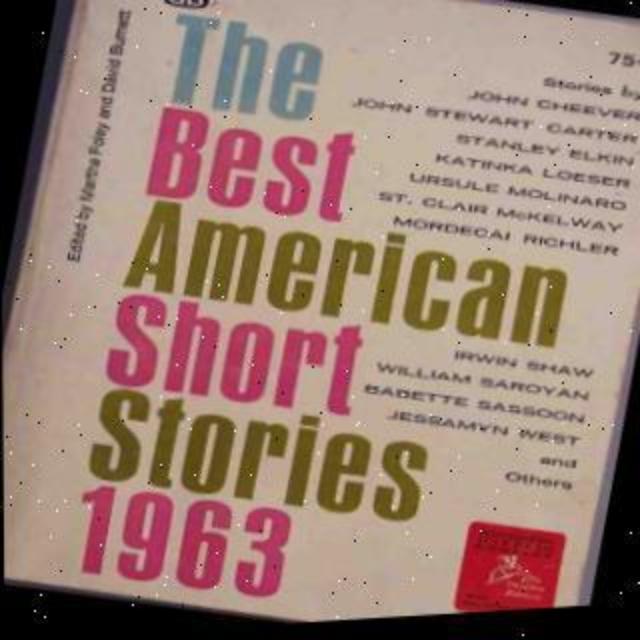 Edited by Martha Foley and David Burnett
The
Best
American
Short
Stories
1963
75
Stories by
JOHN CHEEVER
JOHN STEWART CARTER
STANLEY ELKIN
KATINKA LOESER
URSULE MOLINARO
ST. CLAIR McKELWAY
MORDECAI RICHLER
IRWIN SHAW
WILLIAM SAROYAN
BABETTE SASSOON
JESSAMYN WEST
and
Others